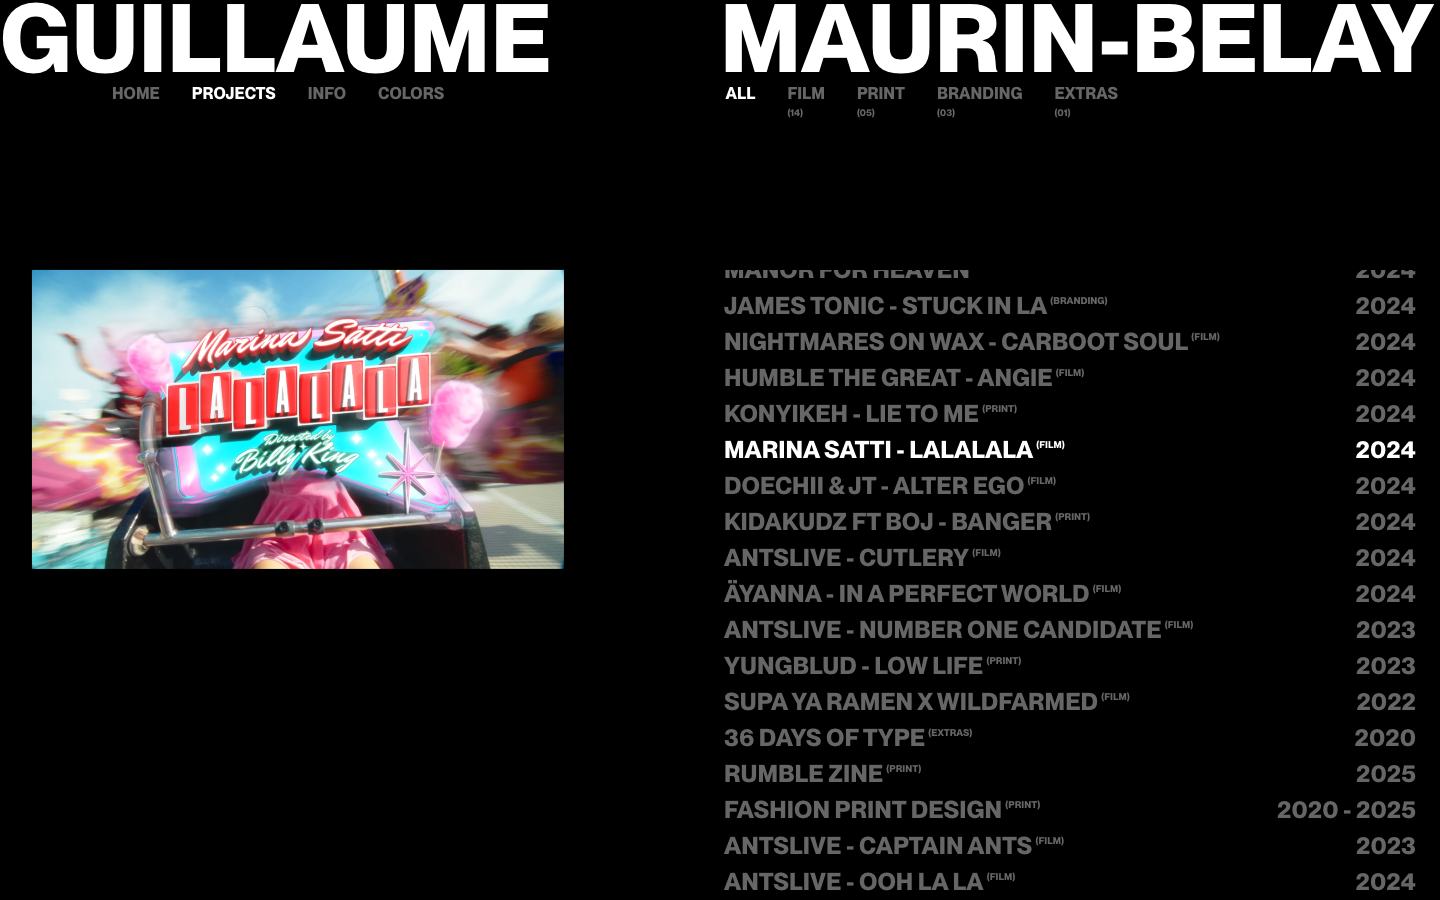 GUILLAUME MAURIN-BELAY
HOME PROJECTS INFO COLORS
ALL FILM PRINT BRANDING EXTRAS
(14) (05) (03) (01)
Marina Satti
LALALALA
Directed by
Billy King
MANOR FOR HEAVEN 2024
JAMES TONIC - STUCK IN LA (BRANDING) 2024
NIGHTMARES ON WAX - CARBOOT SOUL (FILM) 2024
HUMBLE THE GREAT - ANGIE (FILM) 2024
KONYIKEH - LIE TO ME (PRINT) 2024
MARINA SATTI - LALALALA (FILM) 2024
DOECHII & JT - ALTER EGO (FILM) 2024
KIDAKUDZ FT BOJ - BANGER (PRINT) 2024
ANTSLIVE - CUTLERY (FILM) 2024
ÄYANNA - IN A PERFECT WORLD (FILM) 2024
ANTSLIVE - NUMBER ONE CANDIDATE (FILM) 2023
YUNGBLUD - LOW LIFE (PRINT) 2023
SUPA YA RAMEN X WILDFARMED (FILM) 2022
36 DAYS OF TYPE (EXTRAS) 2020
RUMBLE ZINE (PRINT) 2025
FASHION PRINT DESIGN (PRINT) 2020 - 2025
ANTSLIVE - CAPTAIN ANTS (FILM) 2023
ANTSLIVE - OOH LA LA (FILM) 2024